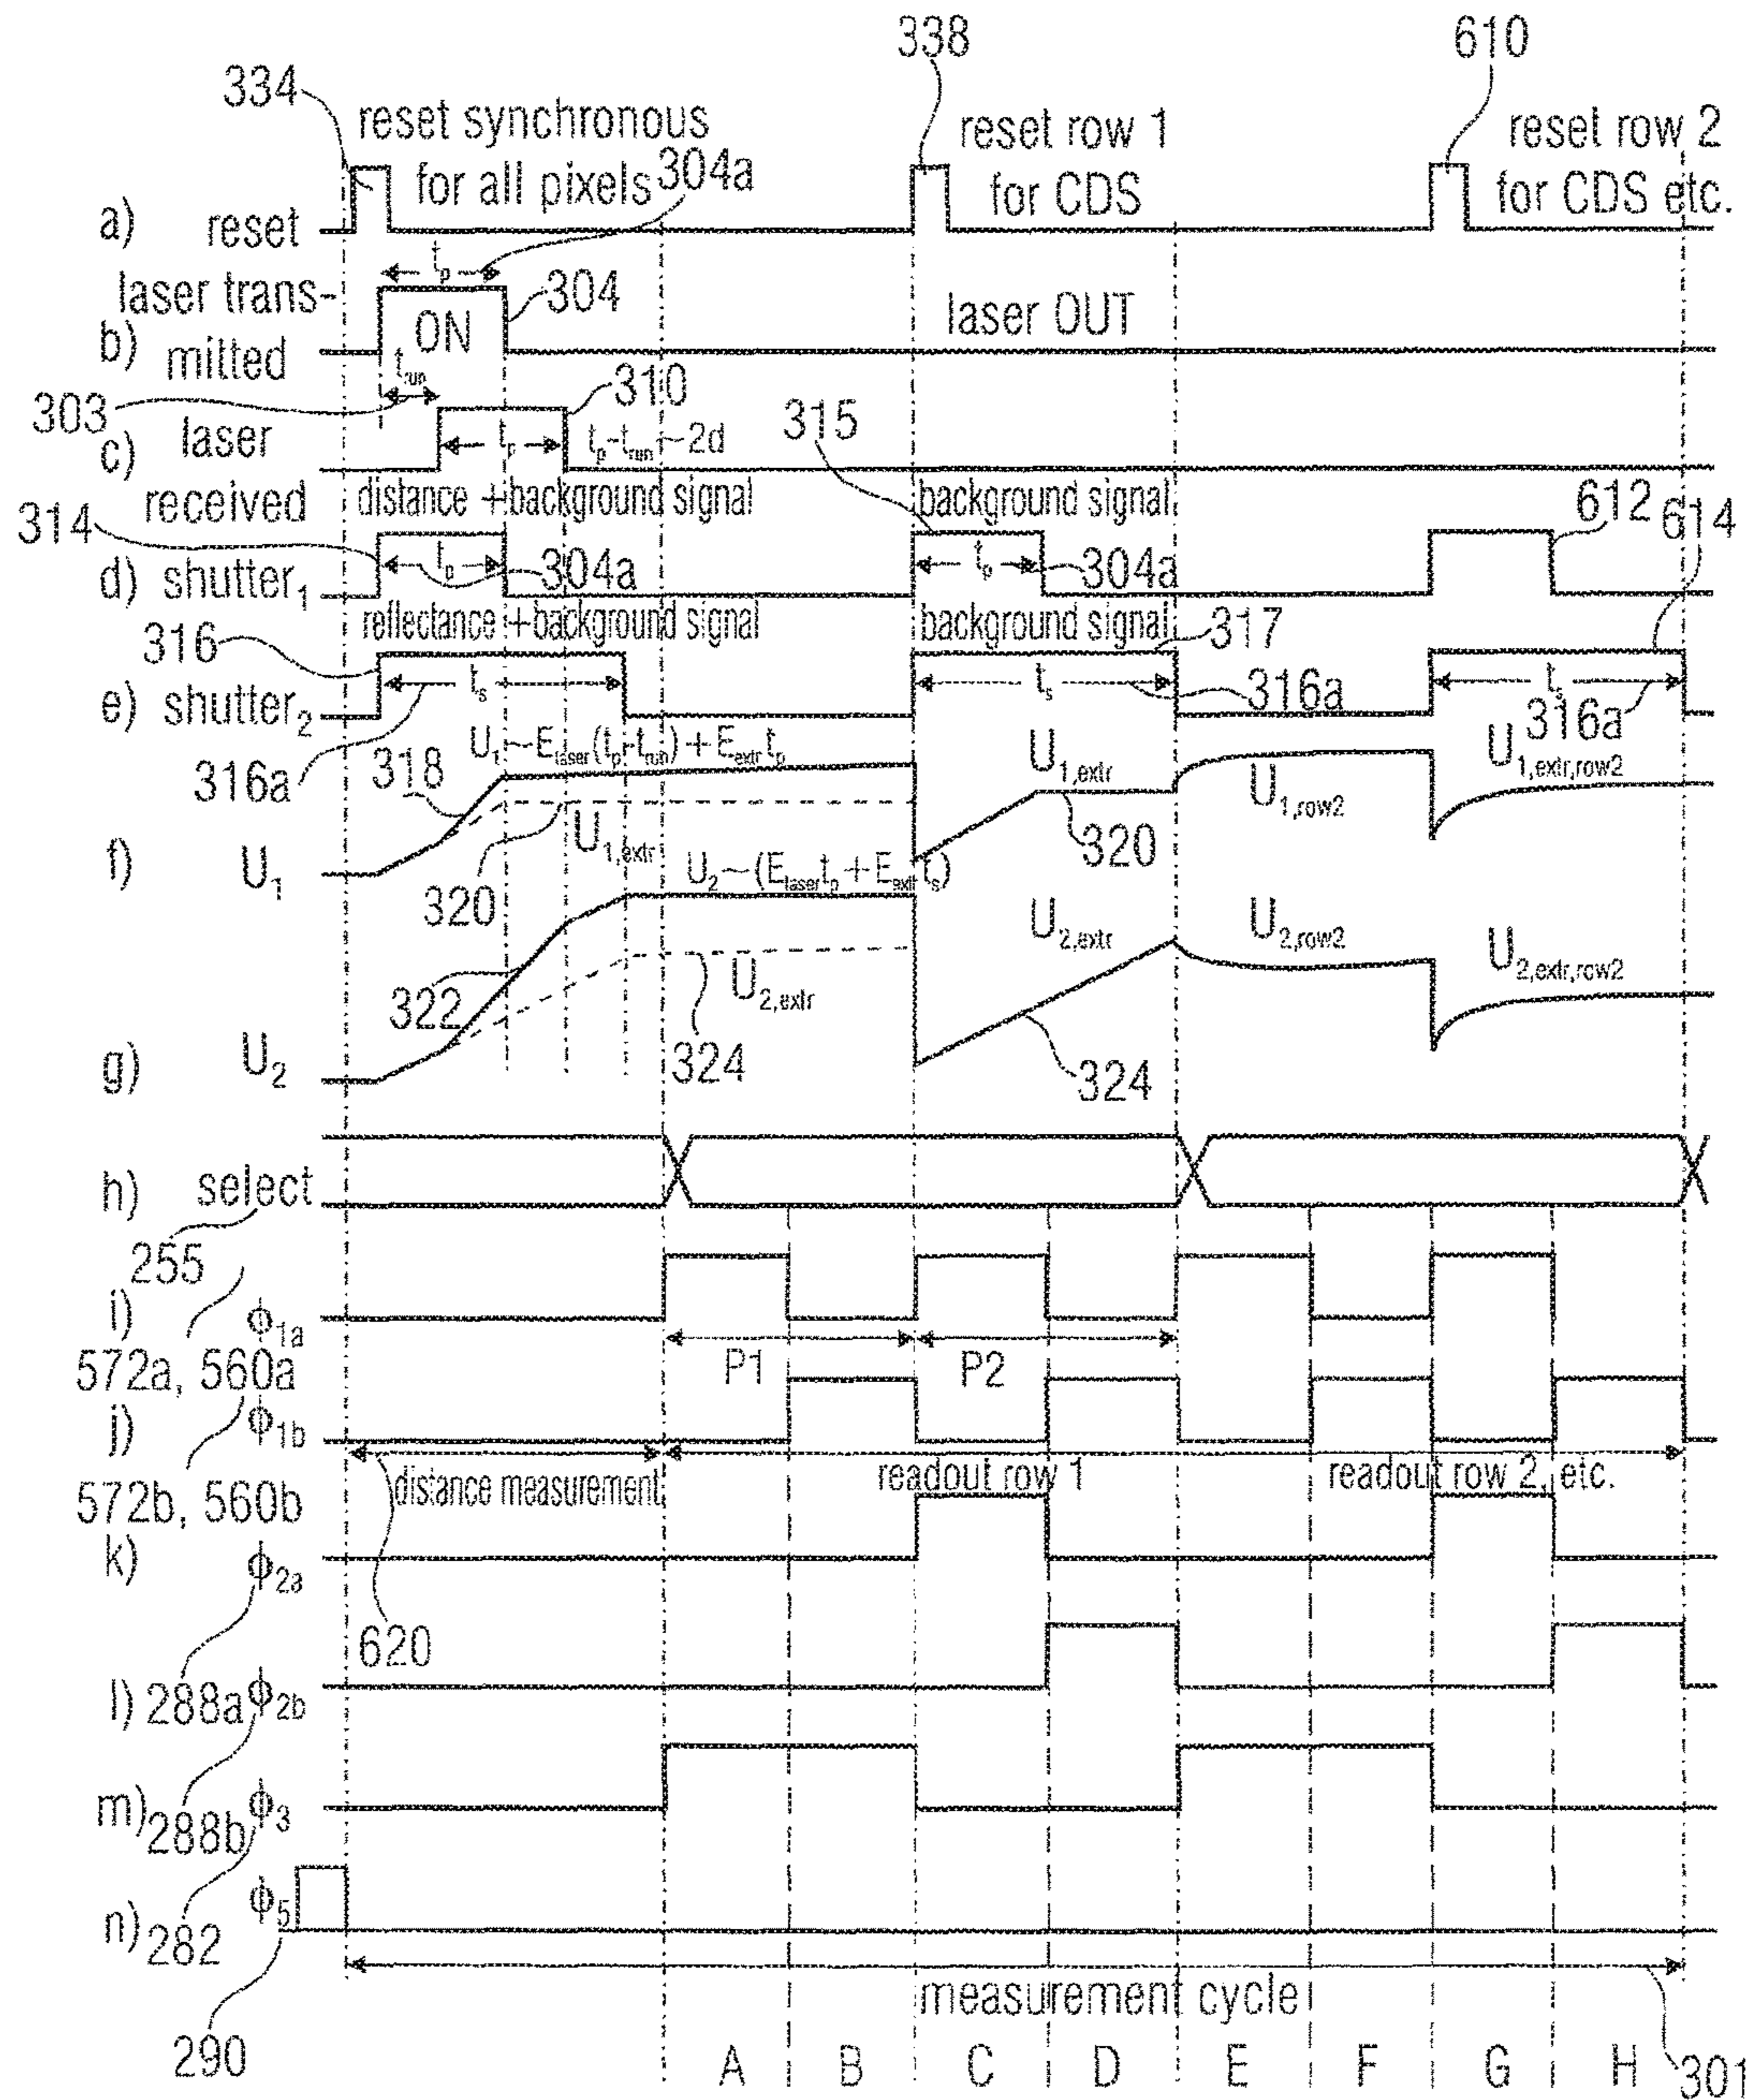 338
610
334
reset synchronous
for all pixels
304a
reset row 1
for CDS
reset row 2
for CDS etc.
a) reset
tp
laser trans-
mitted
b)
ON
304
laser OUT
trun
303
310
315
c) laser
received
tp
tp-trun~2d
distance + background signal
background signal
612
614
314
d) shutter1
tp
304a
tp
304a
reflectance + background signal
background signal
317
316
e) shutter2
ts
ts
316a
ts
316a
316a
318
U1~Elaser(tp-trun)+Eextr tp
U1,extr
U1,row2
U1,extr,row2
f) U1
320
U1,extr
320
U2~(Elaser tp+Eextr ts)
U2,extr
U2,row2
U2,extr,row2
322
U2,extr
324
324
g) U2
h) select
255
i) ϕ1a
572a, 560a
P1
P2
j) ϕ1b
572b, 560b
distance measurement
readout row 1
readout row 2, etc.
k) ϕ2a
620
l) 288a ϕ2b
m) 288b ϕ3
n) 282 ϕ5
290
measurement cycle
301
A B C D E F G H